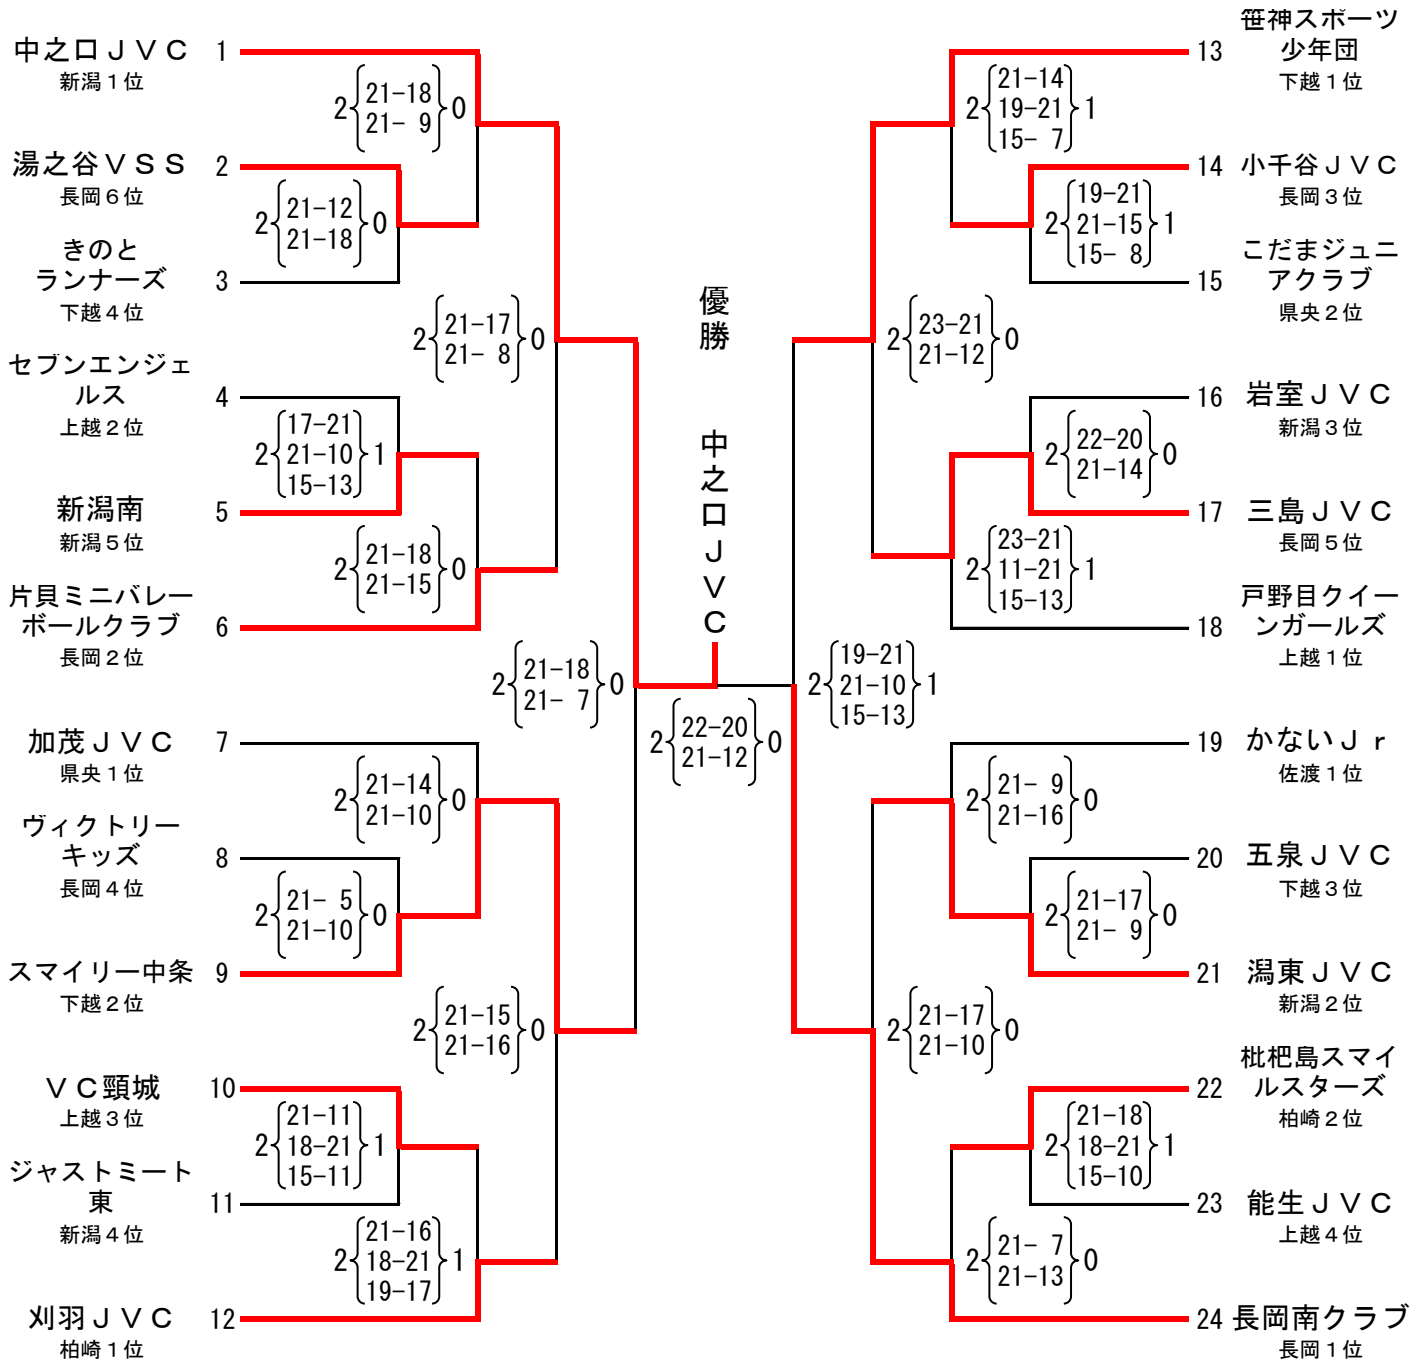 中之口ＪＶＣ 1
新潟１位
2 21-18 0
21- 9
湯之谷ＶＳＳ 2
長岡６位
2 21-12 0
21-18
きのと
ランナーズ 3
下越４位
2 21-17 0
21- 8
セブンエンジェ
ルス 4
上越２位
17-21
2 21-10 1
15-13
新潟南 5
新潟５位
2 21-18 0
21-15
片貝ミニバレー
ボールクラブ 6
長岡２位
2 21-18 0
21- 7
加茂ＪＶＣ 7
県央１位
2 21-14 0
21-10
ヴィクトリー
キッズ 8
長岡４位
2 21- 5 0
21-10
スマイリー中条 9
下越２位
2 21-15 0
21-16
ＶＣ頸城 10
上越３位
21-11
2 18-21 1
15-11
ジャストミート
東 11
新潟４位
21-16
2 18-21 1
19-17
刈羽ＪＶＣ 12
柏崎１位
優勝 中之口ＪＶＣ
2 22-20 0
21-12
笹神スポーツ
13 少年団
下越１位
21-14
2 19-21 1
15- 7
14 小千谷ＪＶＣ
長岡３位
19-21
2 21-15 1
15- 8
こだまジュニ
15 アクラブ
県央２位
2 23-21 0
21-12
16 岩室ＪＶＣ
新潟３位
2 22-20 0
21-14
17 三島ＪＶＣ
長岡５位
23-21
2 11-21 1
15-13
戸野目クイー
18 ンガールズ
上越１位
19-21
2 21-10 1
15-13
19 かないＪｒ
佐渡１位
2 21- 9 0
21-16
20 五泉ＪＶＣ
下越３位
2 21-17 0
21- 9
21 潟東ＪＶＣ
新潟２位
2 21-17 0
21-10
枇杷島スマイ
22 ルスターズ
柏崎２位
21-18
2 18-21 1
15-10
23 能生ＪＶＣ
上越４位
2 21- 7 0
21-13
24 長岡南クラブ
長岡１位